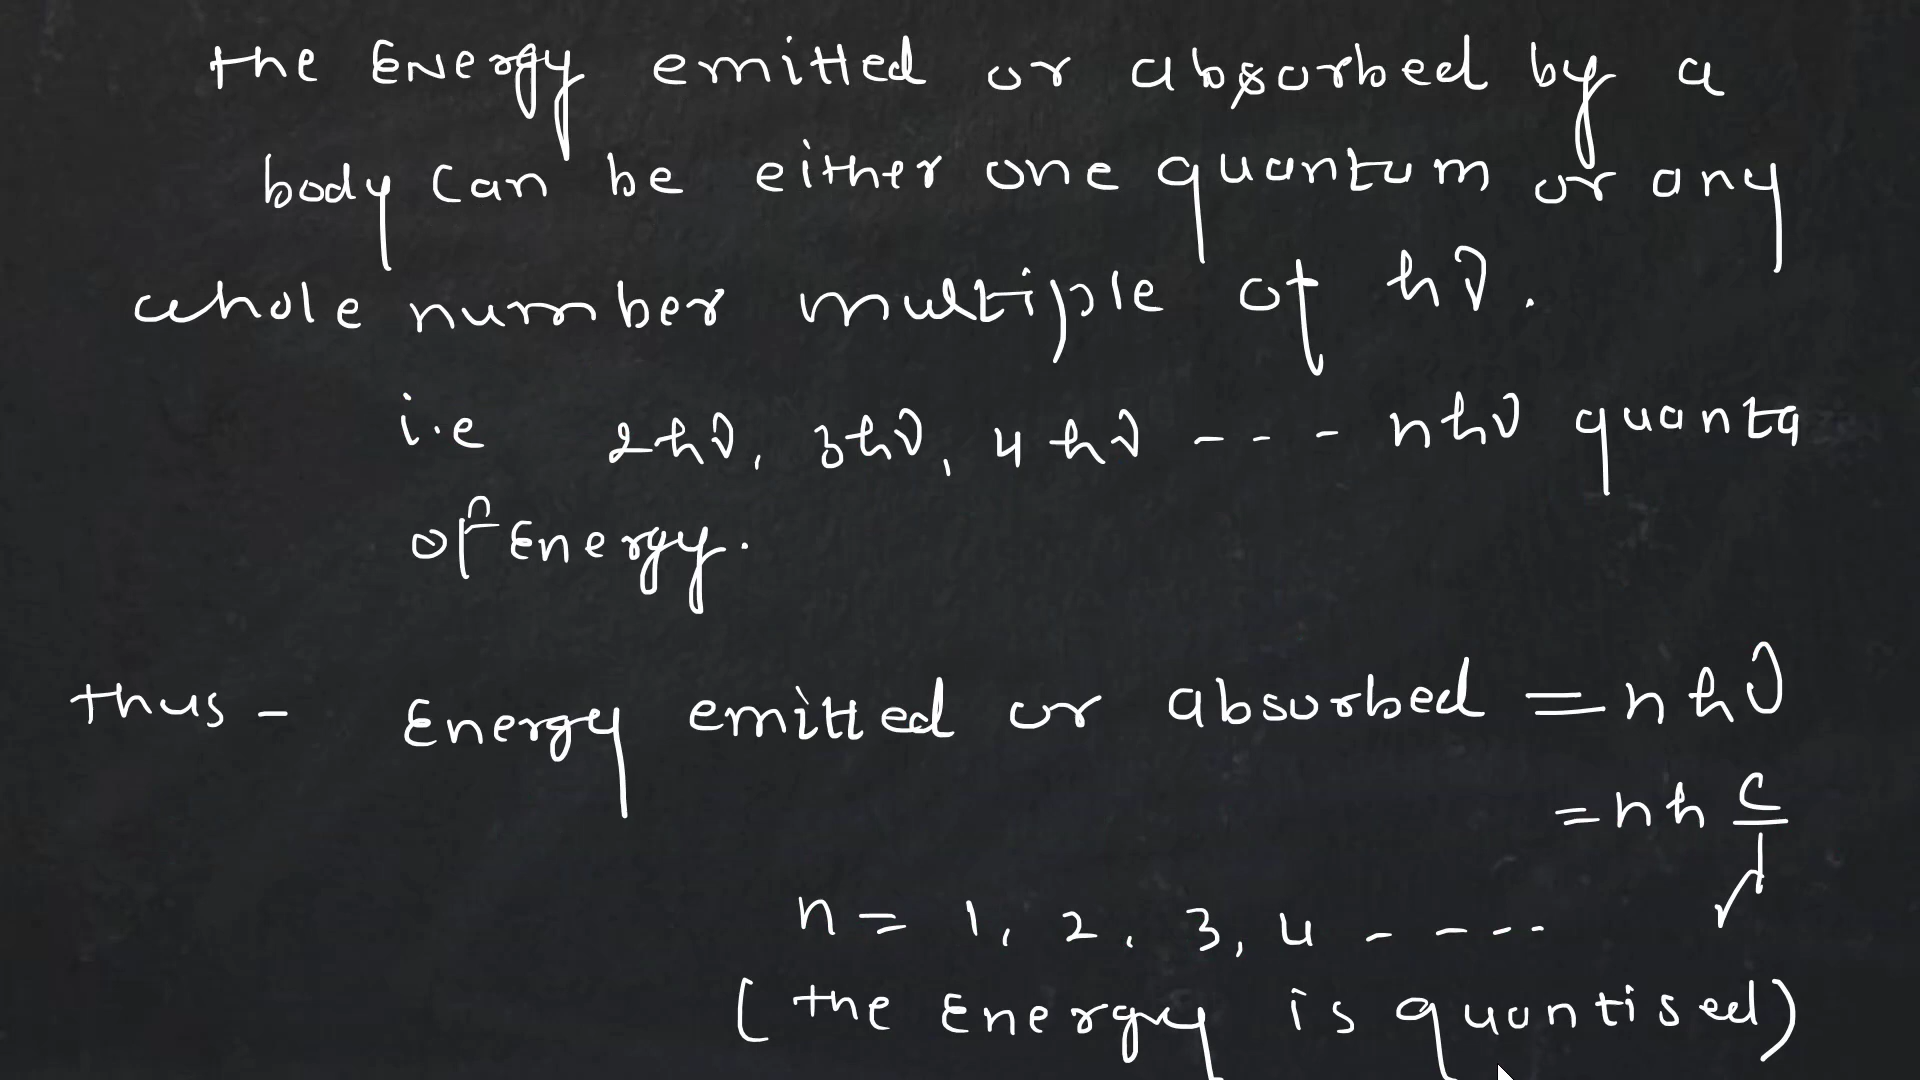 the Energy emitted or absorbed by a
body can be either one quantum or any
whole number multiple of hν.
i.e 2hν, 3hν, 4hν - - - nhν quanta
of Energy.
thus - Energy emitted or absorbed = nhν
= nh c/λ
n = 1, 2, 3, 4 - - - -
(the Energy is quantised)